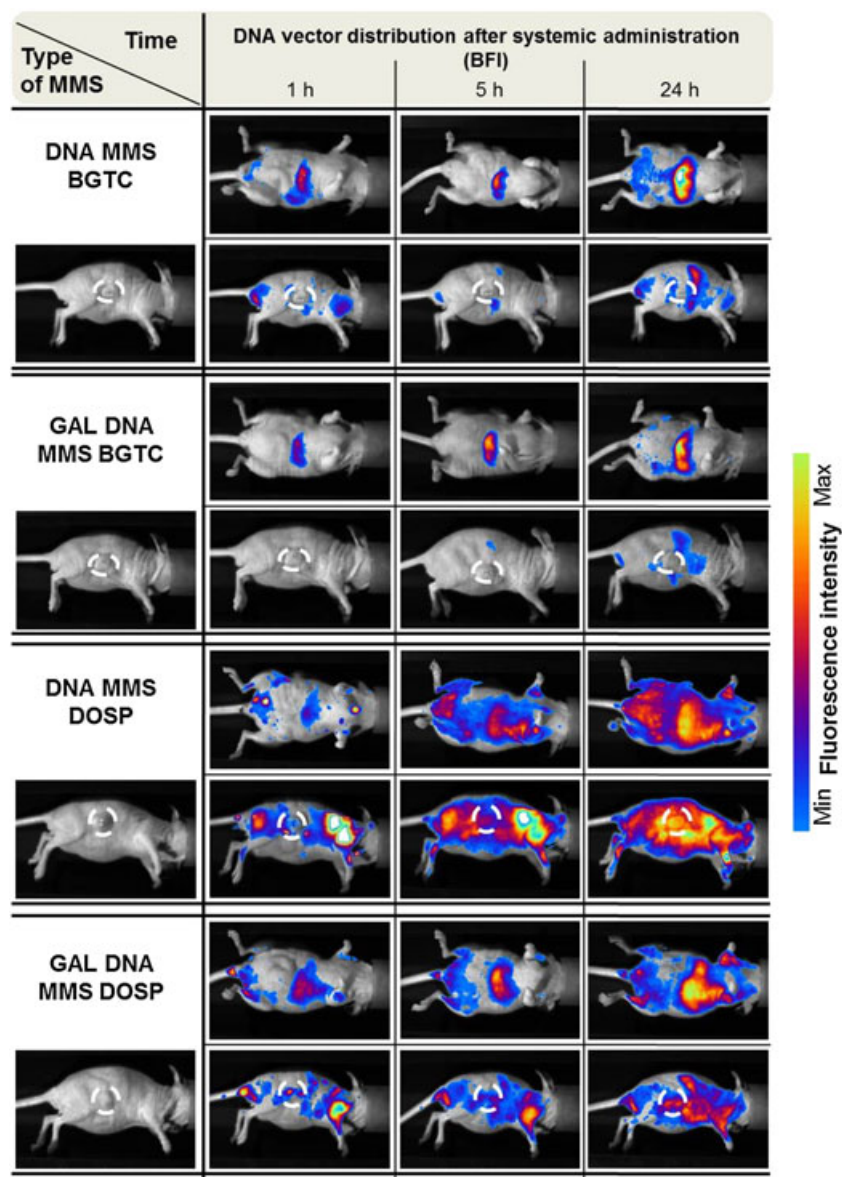 Time
Type
of MMS
DNA vector distribution after systemic administration
(BFI)
1 h
5 h
24 h
DNA MMS
BGTC
GAL DNA
MMS BGTC
DNA MMS
DOSP
GAL DNA
MMS DOSP
Min Fluorescence intensity Max